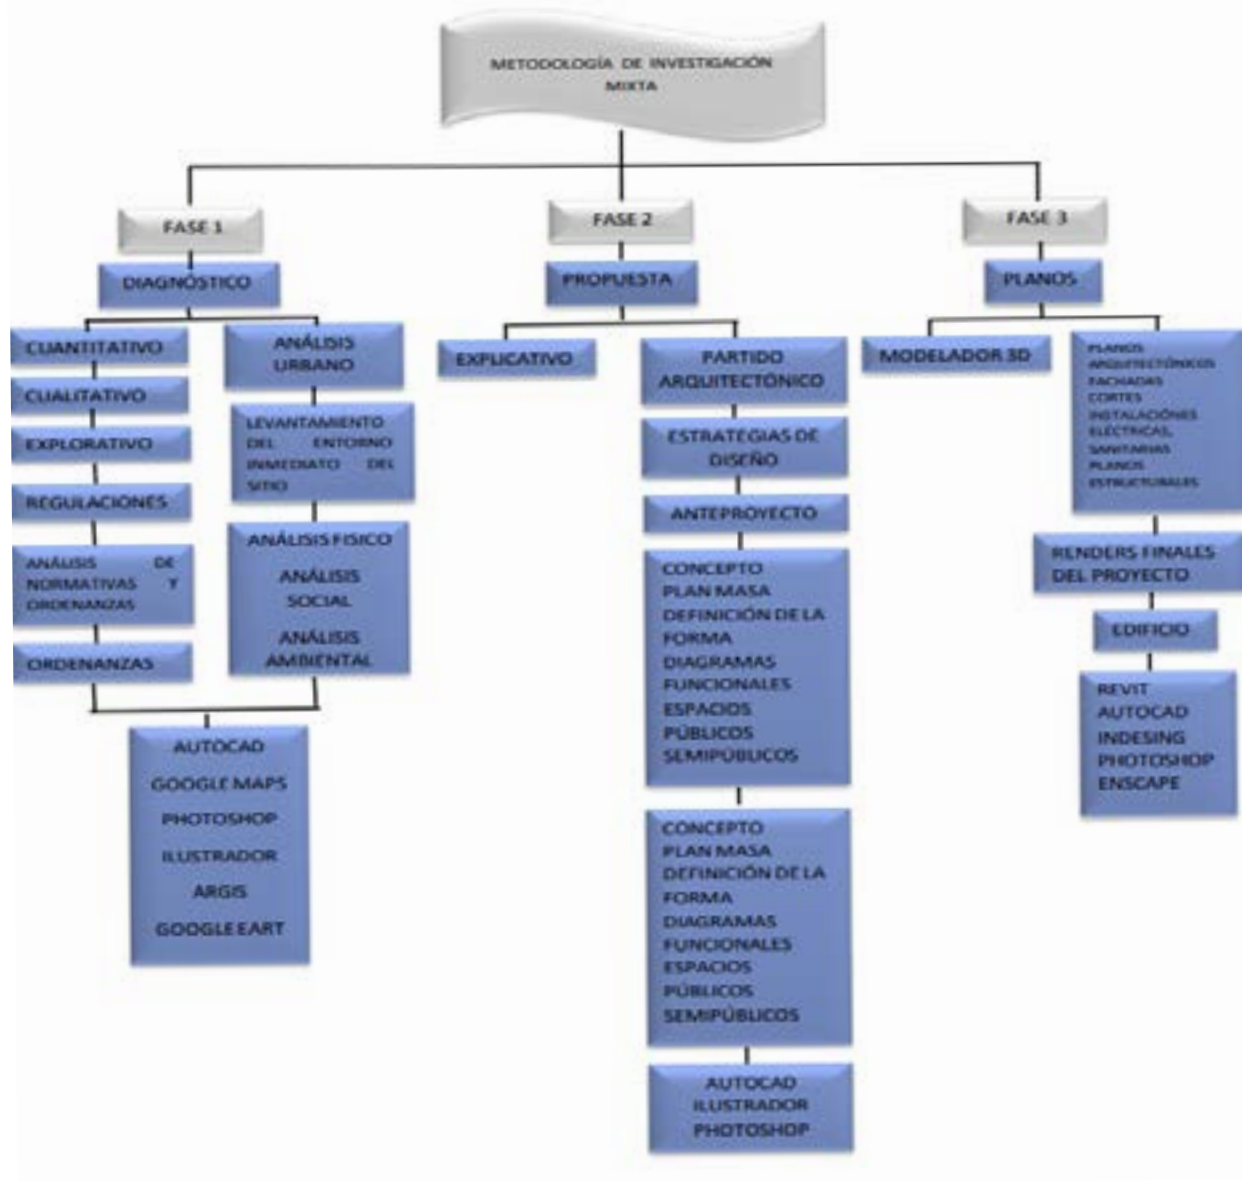 METODOLOGÍA DE INVESTIGACIÓN
MIXTA
FASE 1
DIAGNÓSTICO
CUANTITATIVO
CUALITATIVO
EXPLORATIVO
REGULACIONES
ANÁLISIS DE
NORMATIVAS Y
ORDENANZAS
ORDENANZAS
ANÁLISIS
URBANO
LEVANTAMIENTO
DEL ENTORNO
INMEDIATO DEL
SITIO
ANÁLISIS FISICO
ANÁLISIS
SOCIAL
ANÁLISIS
AMBIENTAL
AUTOCAD
GOOGLE MAPS
PHOTOSHOP
ILUSTRADOR
ARGIS
GOOGLE EART
FASE 2
PROPUESTA
EXPLICATIVO
PARTIDO
ARQUITECTÓNICO
ESTRATEGIAS DE
DISEÑO
ANTEPROYECTO
CONCEPTO
PLAN MASA
DEFINICIÓN DE LA
FORMA
DIAGRAMAS
FUNCIONALES
ESPACIOS
PÚBLICOS
SEMIPÚBLICOS
CONCEPTO
PLAN MASA
DEFINICIÓN DE LA
FORMA
DIAGRAMAS
FUNCIONALES
ESPACIOS
PÚBLICOS
SEMIPÚBLICOS
AUTOCAD
ILUSTRADOR
PHOTOSHOP
FASE 3
PLANOS
MODELADOR 3D
PLANOS
ARQUITECTÓNICOS
FACHADAS
CORTES
INSTALACIÓNES
ELÉCTRICAS,
SANITARIAS
PLANOS
ESTRUCTURALES
RENDERS FINALES
DEL PROYECTO
EDIFICIO
REVIT
AUTOCAD
INDESING
PHOTOSHOP
ENSCAPE